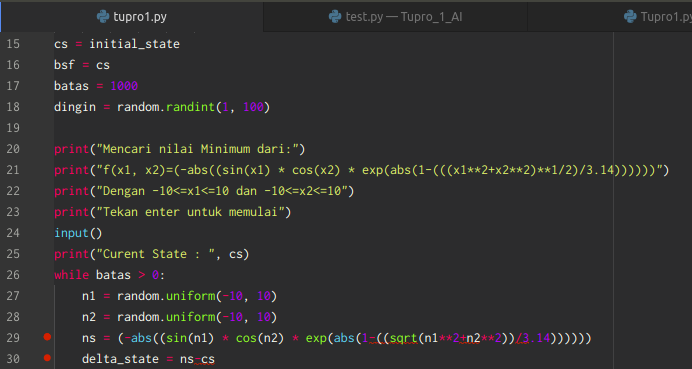 tupro1.py
test.py — Tupro_1_AI
Tupro1.py
15 cs = initial_state
16 bsf = cs
17 batas = 1000
18 dingin = random.randint(1, 100)
19
20 print("Mencari nilai Minimum dari:")
21 print("f(x1, x2)=(-abs((sin(x1) * cos(x2) * exp(abs(1-(((x1**2+x2**2)**1/2)/3.14))))))")
22 print("Dengan -10<=x1<=10 dan -10<=x2<=10")
23 print("Tekan enter untuk memulai")
24 input()
25 print("Curent State : ", cs)
26 while batas > 0:
27 n1 = random.uniform(-10, 10)
28 n2 = random.uniform(-10, 10)
29 ns = (-abs((sin(n1) * cos(n2) * exp(abs(1-((sqrt(n1**2+n2**2))/3.14))))))
30 delta_state = ns-cs